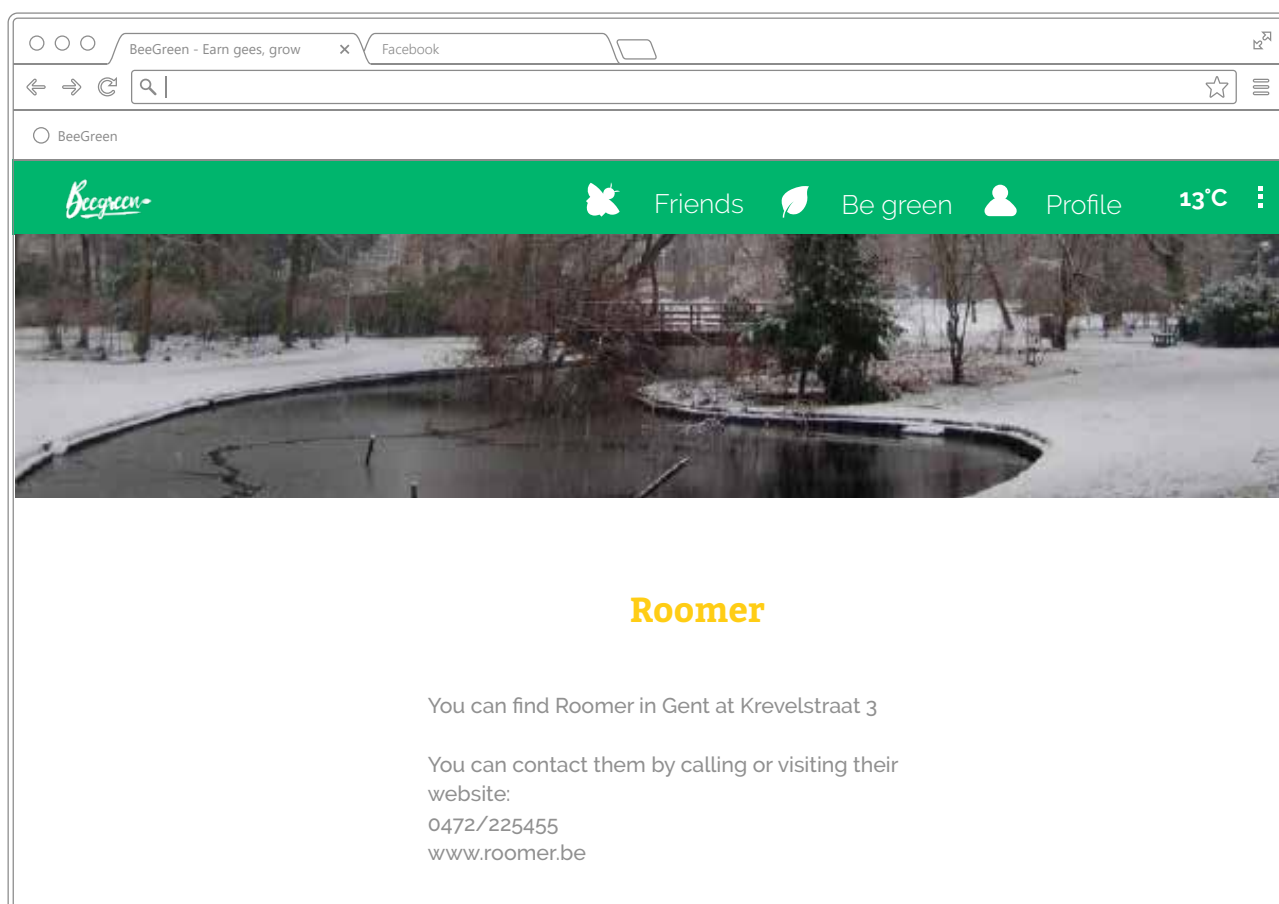 BeeGreen - Earn gees, grow
Facebook
BeeGreen
Beegreen
Friends
Be green
Profile
13°C
Roomer
You can find Roomer in Gent at Krevelstraat 3
You can contact them by calling or visiting their
website:
0472/225455
www.roomer.be